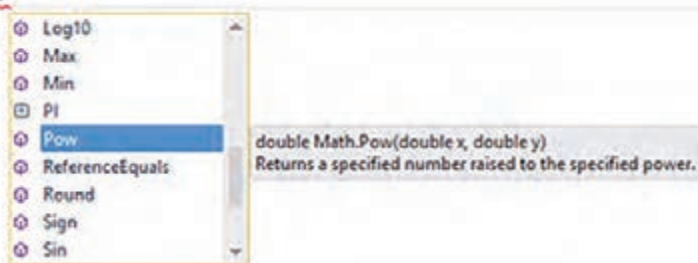 Log10
Max
Min
PI
Pow
double Math.Pow(double x, double y)
Returns a specified number raised to the specified power.
ReferenceEquals
Round
Sign
Sin